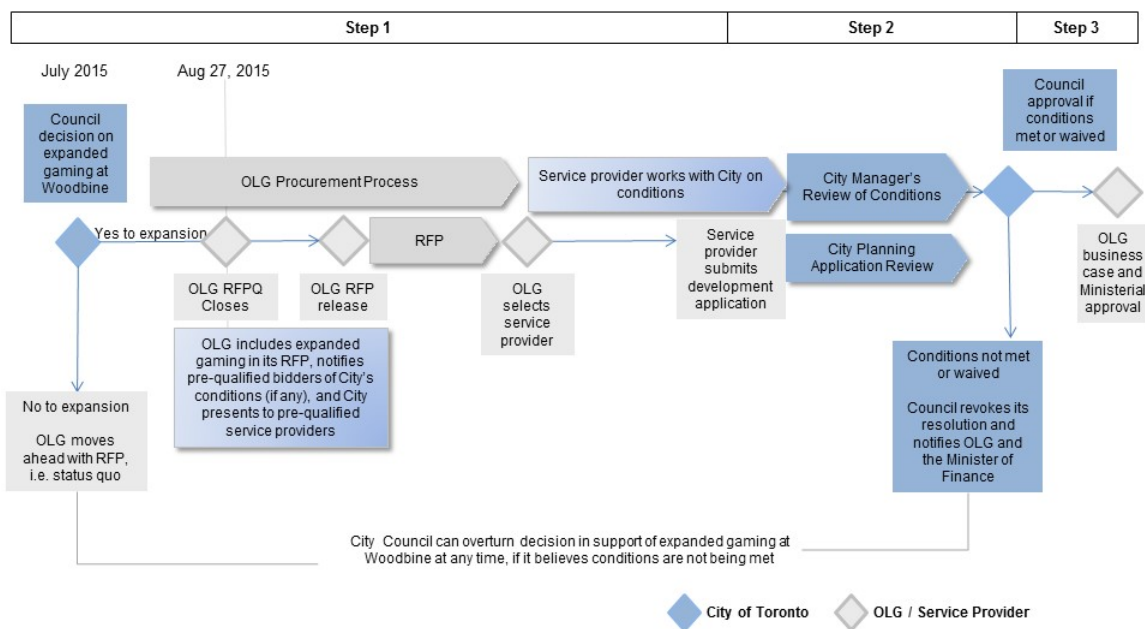 Step 1
Step 2
Step 3
July 2015
Aug 27, 2015
Council
decision on
expanded
gaming at
Woodbine
Council
approval if
conditions
met or waived
OLG Procurement Process
Service provider works with City on
conditions
City Manager's
Review of Conditions
Yes to expansion
RFP
OLG RFPQ
Closes
OLG RFP
release
OLG
selects
service
provider
Service
provider
submits
development
application
City Planning
Application Review
OLG
business
case and
Ministerial
approval
OLG includes expanded
gaming in its RFP, notifies
pre-qualified bidders of City's
conditions (if any), and City
presents to pre-qualified
service providers
No to expansion
OLG moves
ahead with RFP,
i.e. status quo
Conditions not met
or waived
Council revokes its
resolution and
notifies OLG and
the Minister of
Finance
City Council can overturn decision in support of expanded gaming at
Woodbine at any time, if it believes conditions are not being met
City of Toronto
OLG / Service Provider